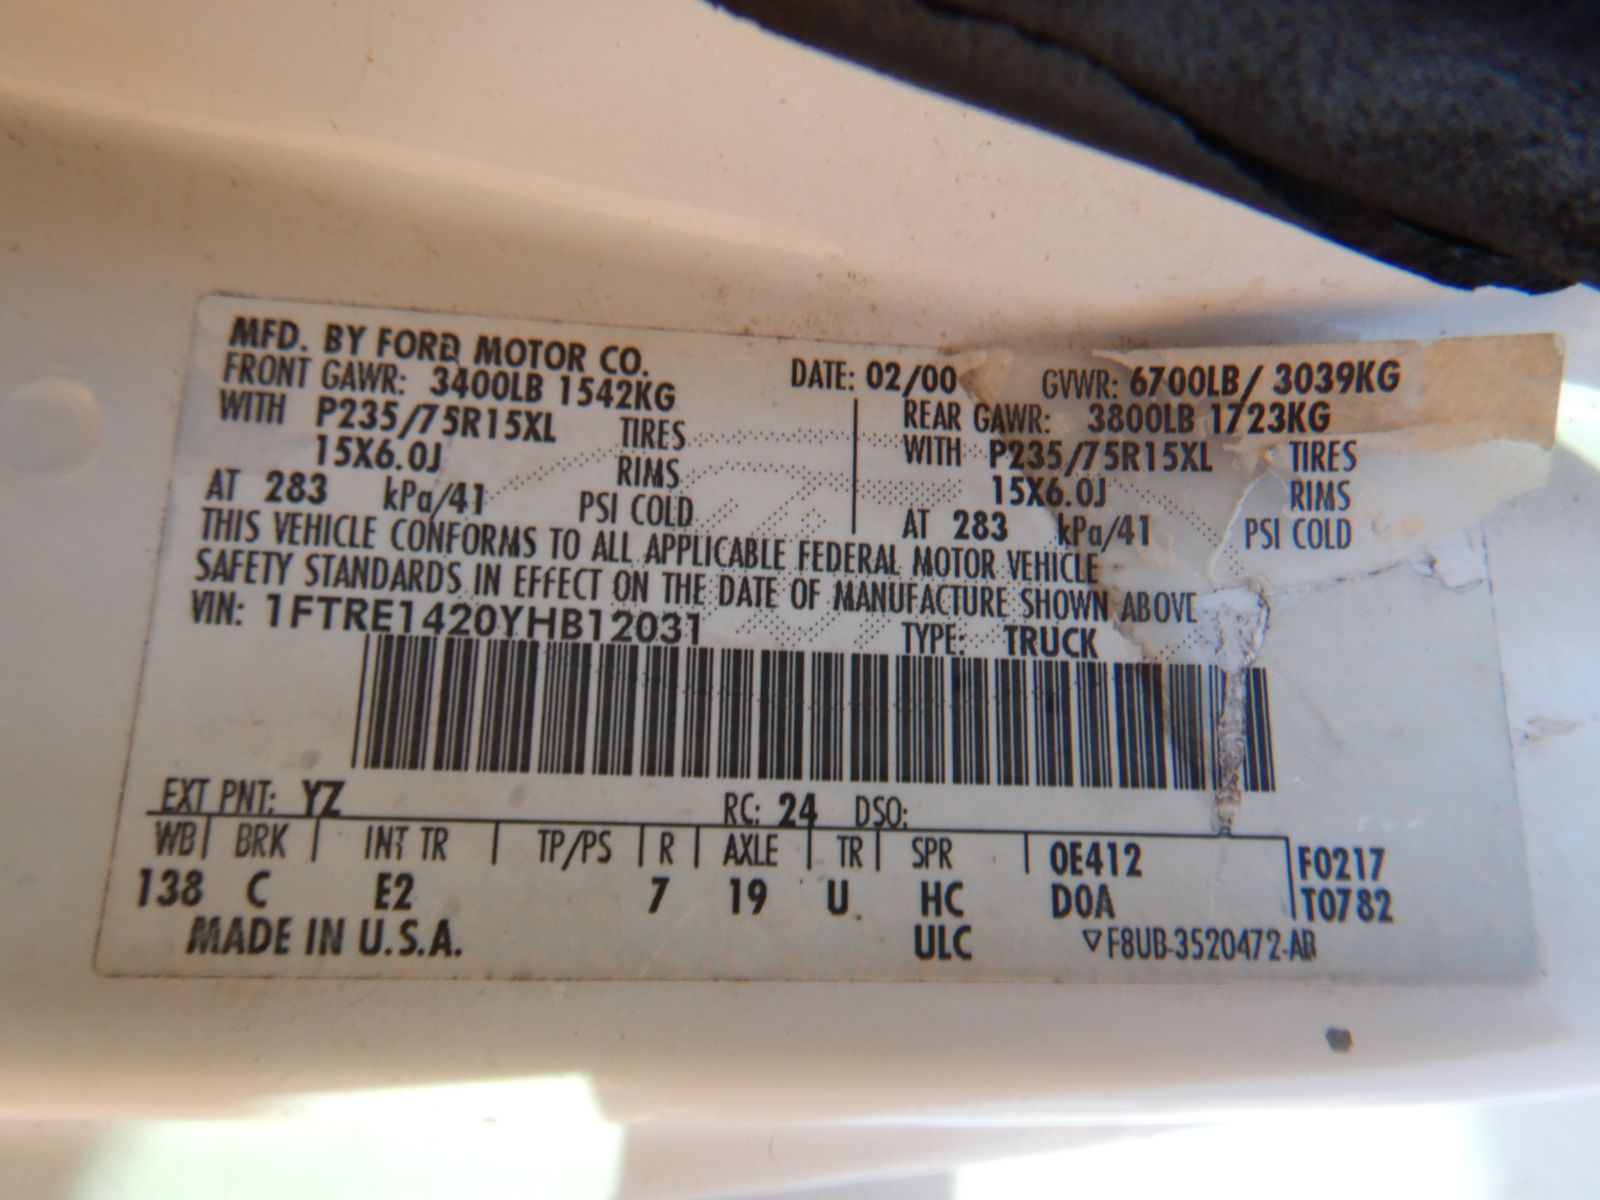 MFD. BY FORD MOTOR CO.
DATE: 02/00 GVWR: 6700LB/ 3039KG
FRONT GAWR: 3400LB 1542KG
WITH P235/75R15XL TIRES
15X6.0J RIMS
AT 283 kPa/41 PSI COLD
REAR GAWR: 3800LB 1723KG
WITH P235/75R15XL TIRES
15X6.0J RIMS
AT 283 kPa/41 PSI COLD
THIS VEHICLE CONFORMS TO ALL APPLICABLE FEDERAL MOTOR VEHICLE
SAFETY STANDARDS IN EFFECT ON THE DATE OF MANUFACTURE SHOWN ABOVE
VIN: 1FTRE1420YHB12031 TYPE: TRUCK
EXT PNT: YZ RC: 24 DSO:
WB BRK INT TR TP/PS R AXLE TR SPR 0E412 F0217
138 C E2 7 19 U HC D0A T0782
MADE IN U.S.A. ULC ▽F8UB-3520472-AB